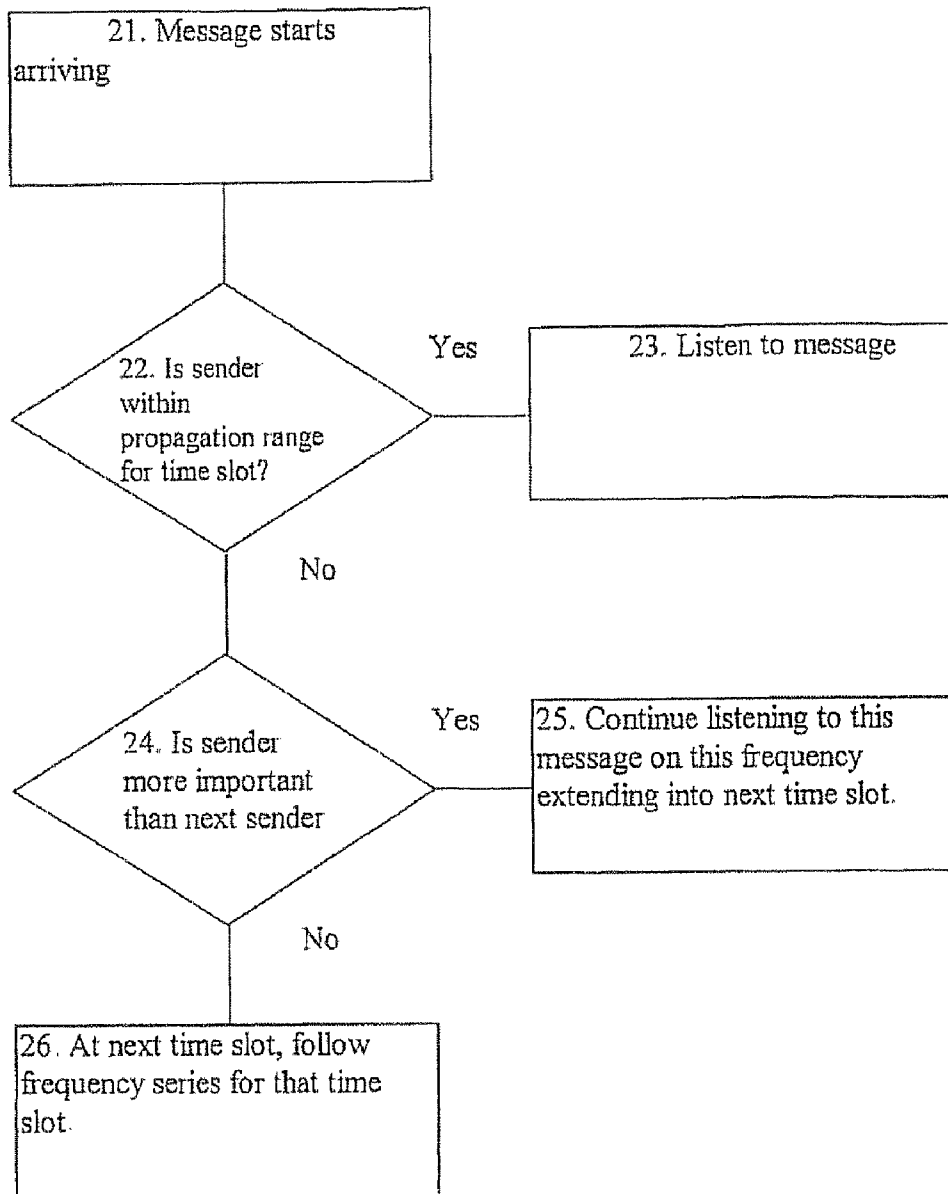 21. Message starts
arriving
22. Is sender
within
propagation range
for time slot?
Yes
23. Listen to message
No
24. Is sender
more important
than next sender
Yes
25. Continue listening to this
message on this frequency
extending into next time slot.
No
26. At next time slot, follow
frequency series for that time
slot.